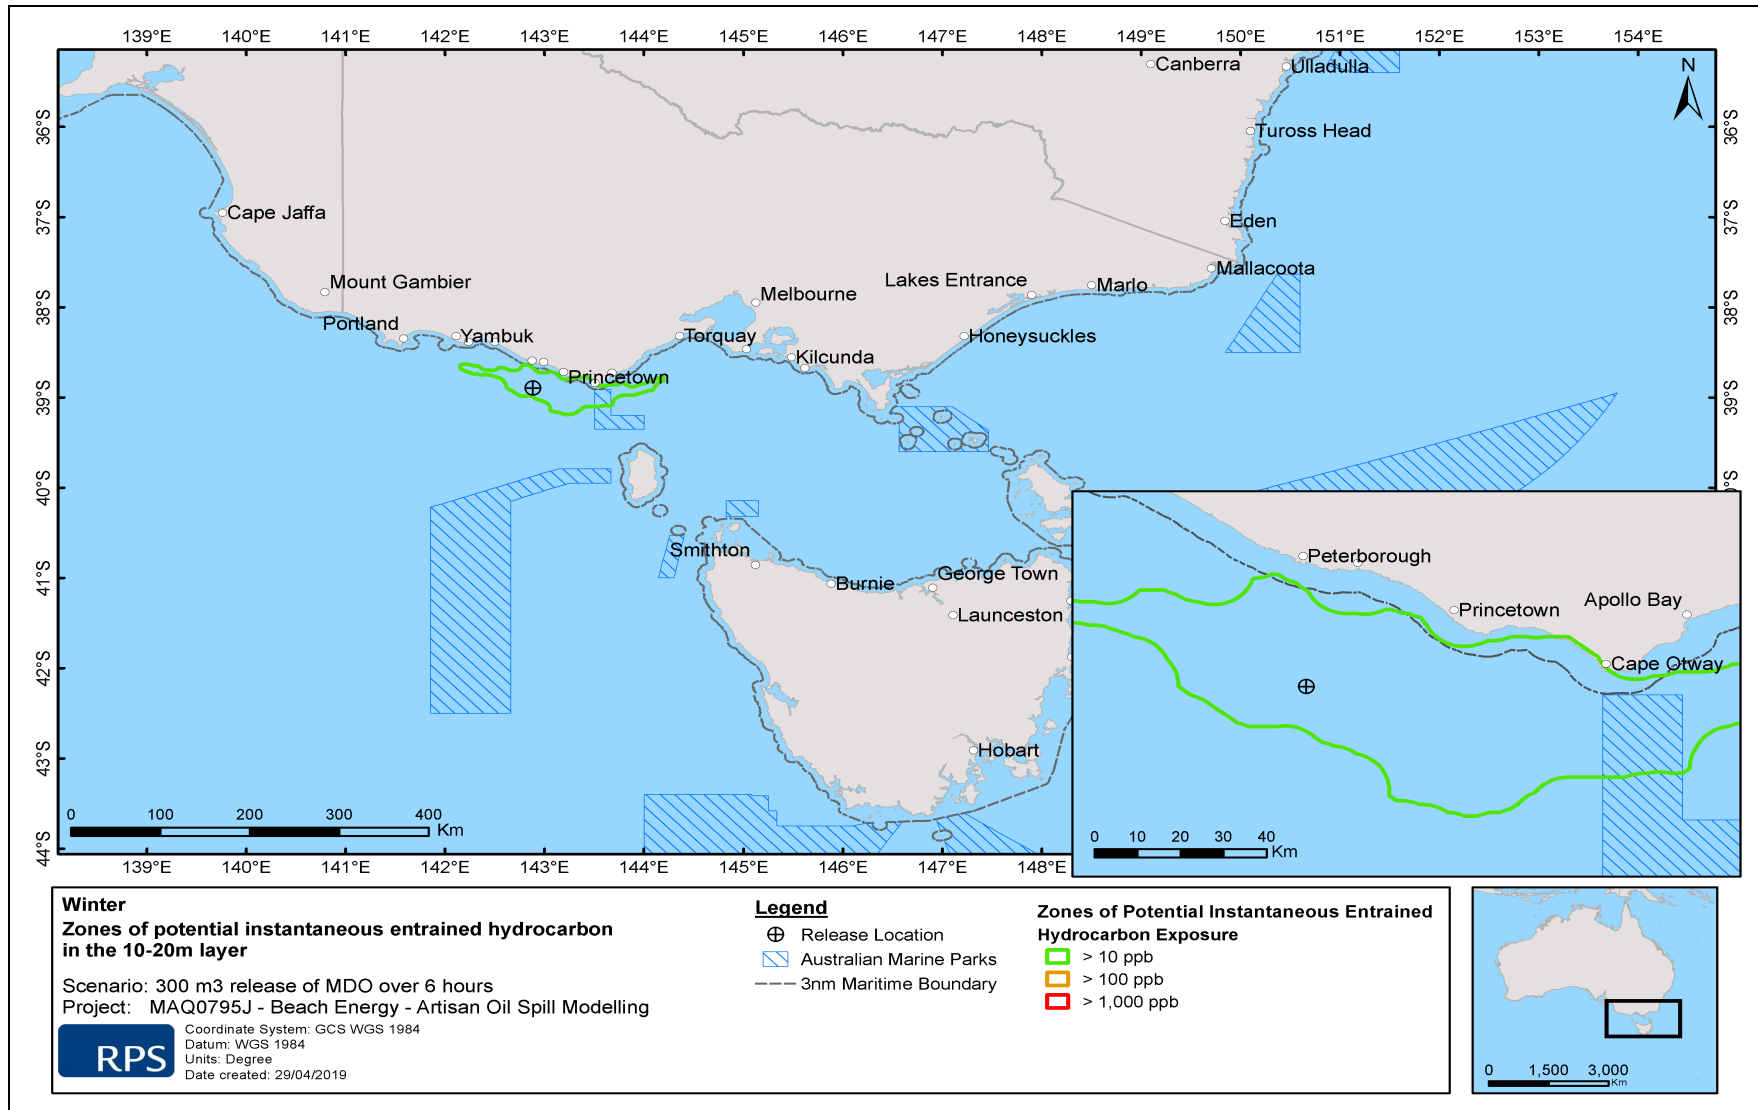 139°E 140°E 141°E 142°E 143°E 144°E 145°E 146°E 147°E 148°E 149°E 150°E 151°E 152°E 153°E 154°E
N
Canberra
Ulladulla
36°S
36°S
Tuross Head
Cape Jaffa
37°S
37°S
Eden
Mallacoota
Mount Gambier
Lakes Entrance
Marlo
Melbourne
38°S
38°S
Portland
Yambuk
Torquay
Honeysuckles
Kilcunda
Princetown
39°S
39°S
40°S
Smithton
41°S
Burnie
George Town
Launceston
42°S
43°S
Hobart
44°S
0 100 200 300 400
Km
139°E 140°E 141°E 142°E 143°E 144°E 145°E 146°E 147°E 148°E
Peterborough
Princetown
Apollo Bay
Cape Otway
0 10 20 30 40
Km
Winter
Zones of potential instantaneous entrained hydrocarbon
in the 10-20m layer
Scenario: 300 m3 release of MDO over 6 hours
Project: MAQ0795J - Beach Energy - Artisan Oil Spill Modelling
RPS
Coordinate System: GCS WGS 1984
Datum: WGS 1984
Units: Degree
Date created: 29/04/2019
Legend
Release Location
Australian Marine Parks
3nm Maritime Boundary
Zones of Potential Instantaneous Entrained
Hydrocarbon Exposure
> 10 ppb
> 100 ppb
> 1,000 ppb
0 1,500 3,000
Km